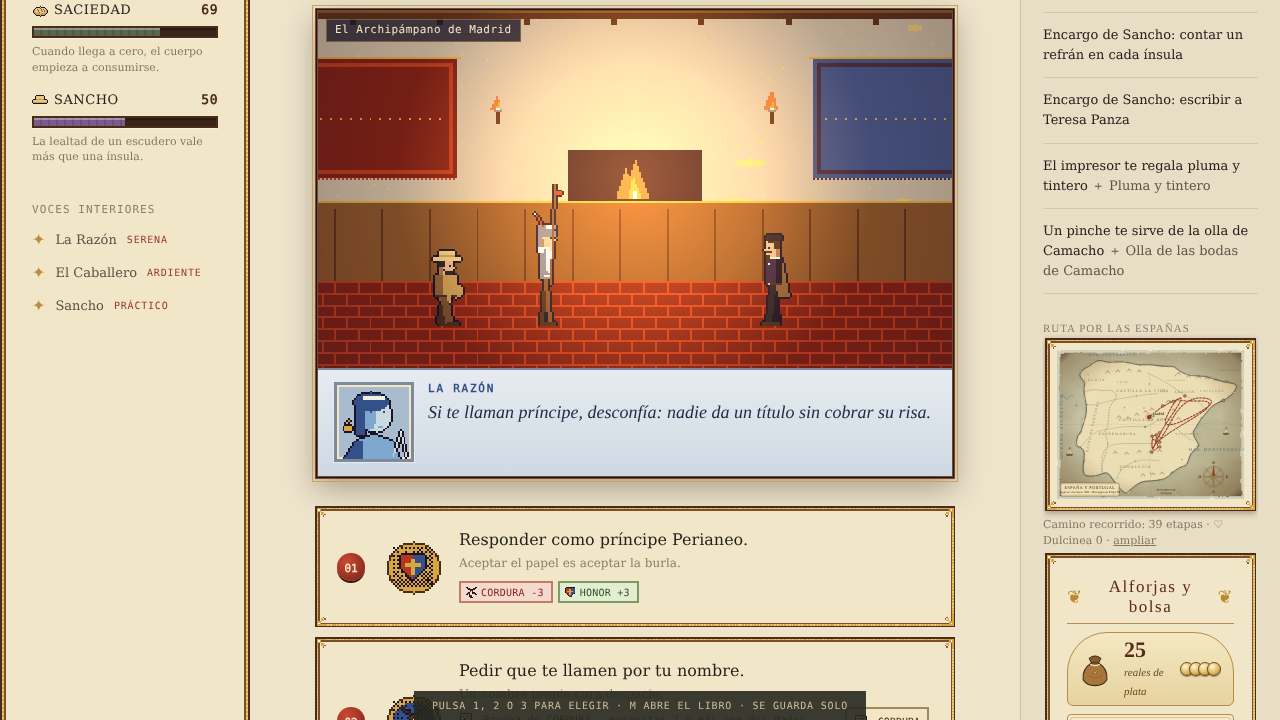 SACIEDAD 69
Cuando llega a cero, el cuerpo
empieza a consumirse.
SANCHO 50
La lealtad de un escudero vale
más que una ínsula.
VOCES INTERIORES
La Razón SERENA
El Caballero ARDIENTE
Sancho PRÁCTICO
El Archipámpano de Madrid
LA RAZÓN
Si te llaman príncipe, desconfía: nadie da un título sin cobrar su risa.
01
Responder como príncipe Perianeo.
Aceptar el papel es aceptar la burla.
CORDURA -3 HONOR +3
Pedir que te llamen por tu nombre.
PULSA 1, 2 O 3 PARA ELEGIR · M ABRE EL LIBRO · SE GUARDA SOLO
CORDURA
Encargo de Sancho: contar un
refrán en cada ínsula
Encargo de Sancho: escribir a
Teresa Panza
El impresor te regala pluma y
tintero + Pluma y tintero
Un pinche te sirve de la olla de
Camacho + Olla de las bodas
de Camacho
RUTA POR LAS ESPAÑAS
ESPAÑA Y PORTUGAL
Camino recorrido: 39 etapas · ♡
Dulcinea 0 · ampliar
Alforjas y
bolsa
25
reales de
plata